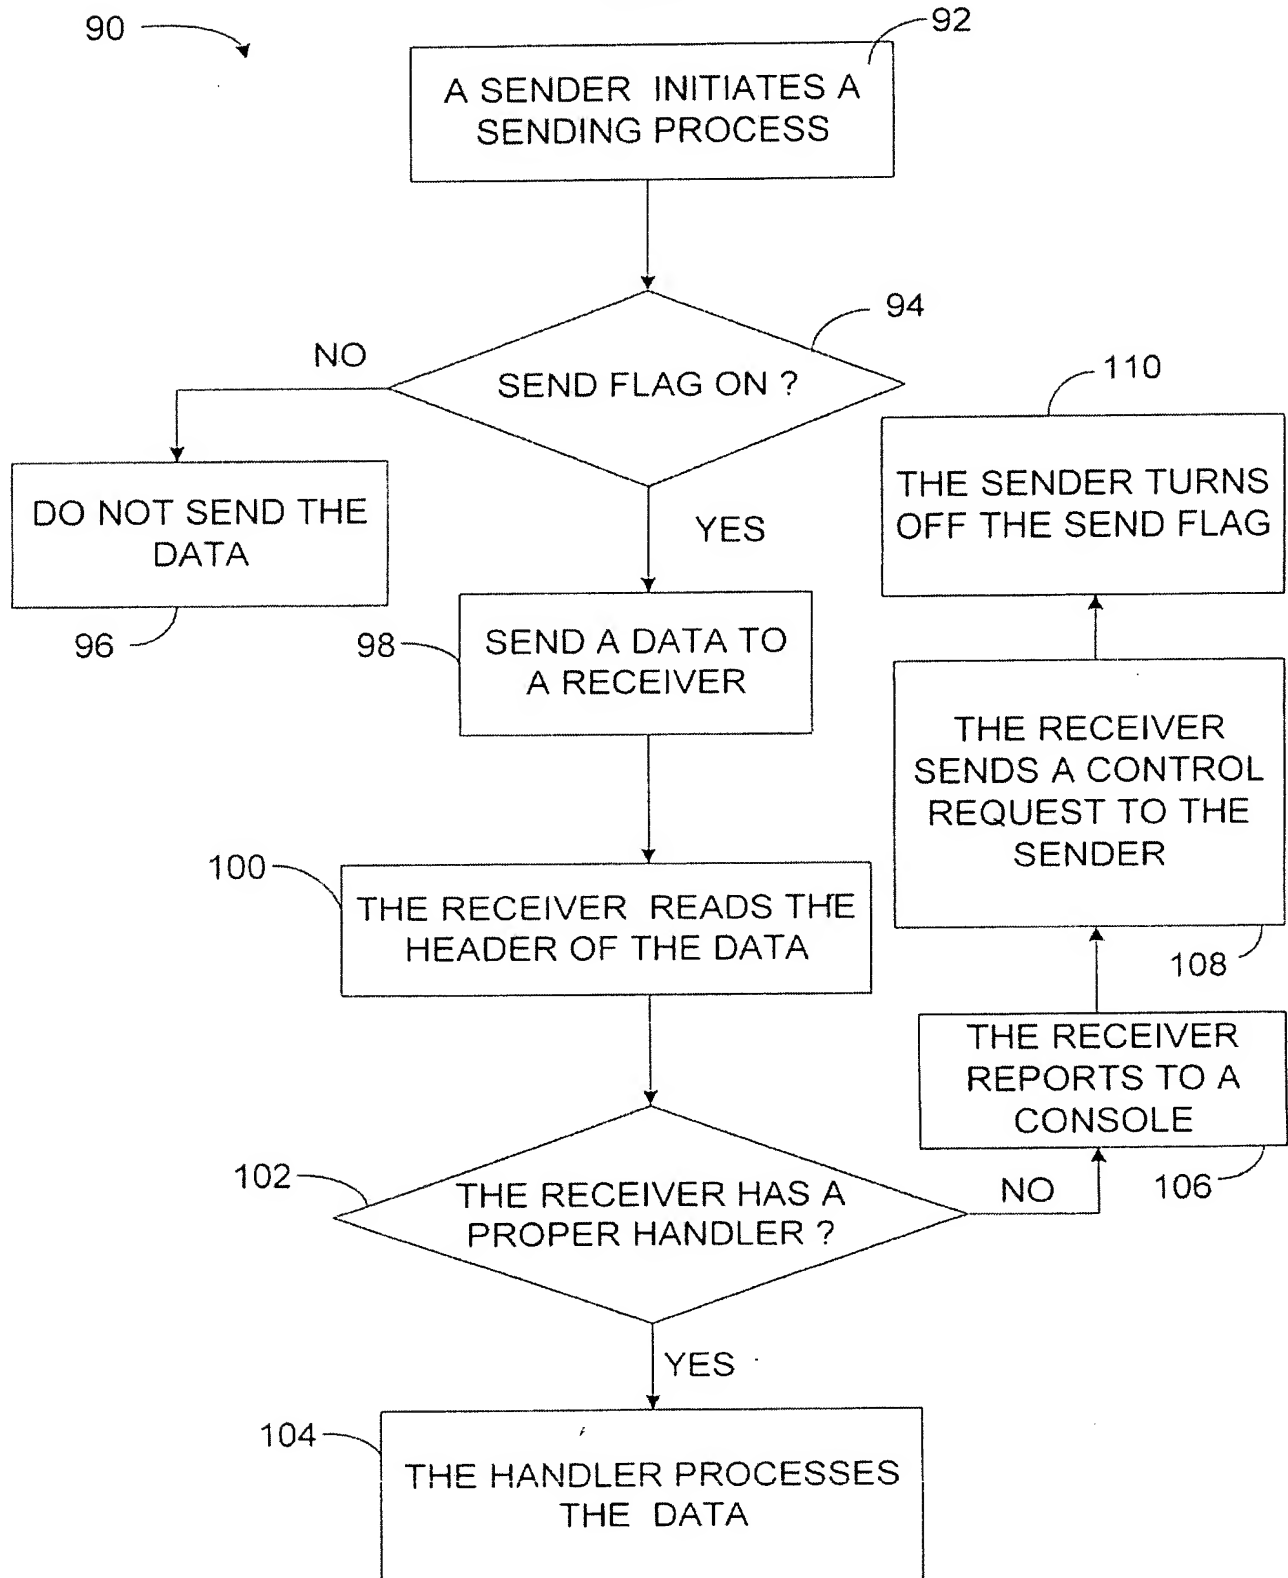 90
92
A SENDER INITIATES A
SENDING PROCESS
94
SEND FLAG ON ?
NO
YES
110
THE SENDER TURNS
OFF THE SEND FLAG
DO NOT SEND THE
DATA
96
98
SEND A DATA TO
A RECEIVER
THE RECEIVER
SENDS A CONTROL
REQUEST TO THE
SENDER
108
100
THE RECEIVER READS THE
HEADER OF THE DATA
THE RECEIVER
REPORTS TO A
CONSOLE
106
102
THE RECEIVER HAS A
PROPER HANDLER ?
NO
YES
104
THE HANDLER PROCESSES
THE DATA